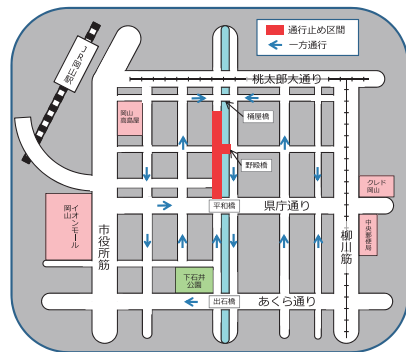 通行止め区間
一方通行
JR岡山駅
桃太郎大通り
桶屋橋
岡山
高島屋
野殿橋
クレド
岡山
平和橋
県庁通り
イオンモール
岡山
市役所筋
柳川筋
中央郵便局
下石井
公園
出石橋
あくら通り